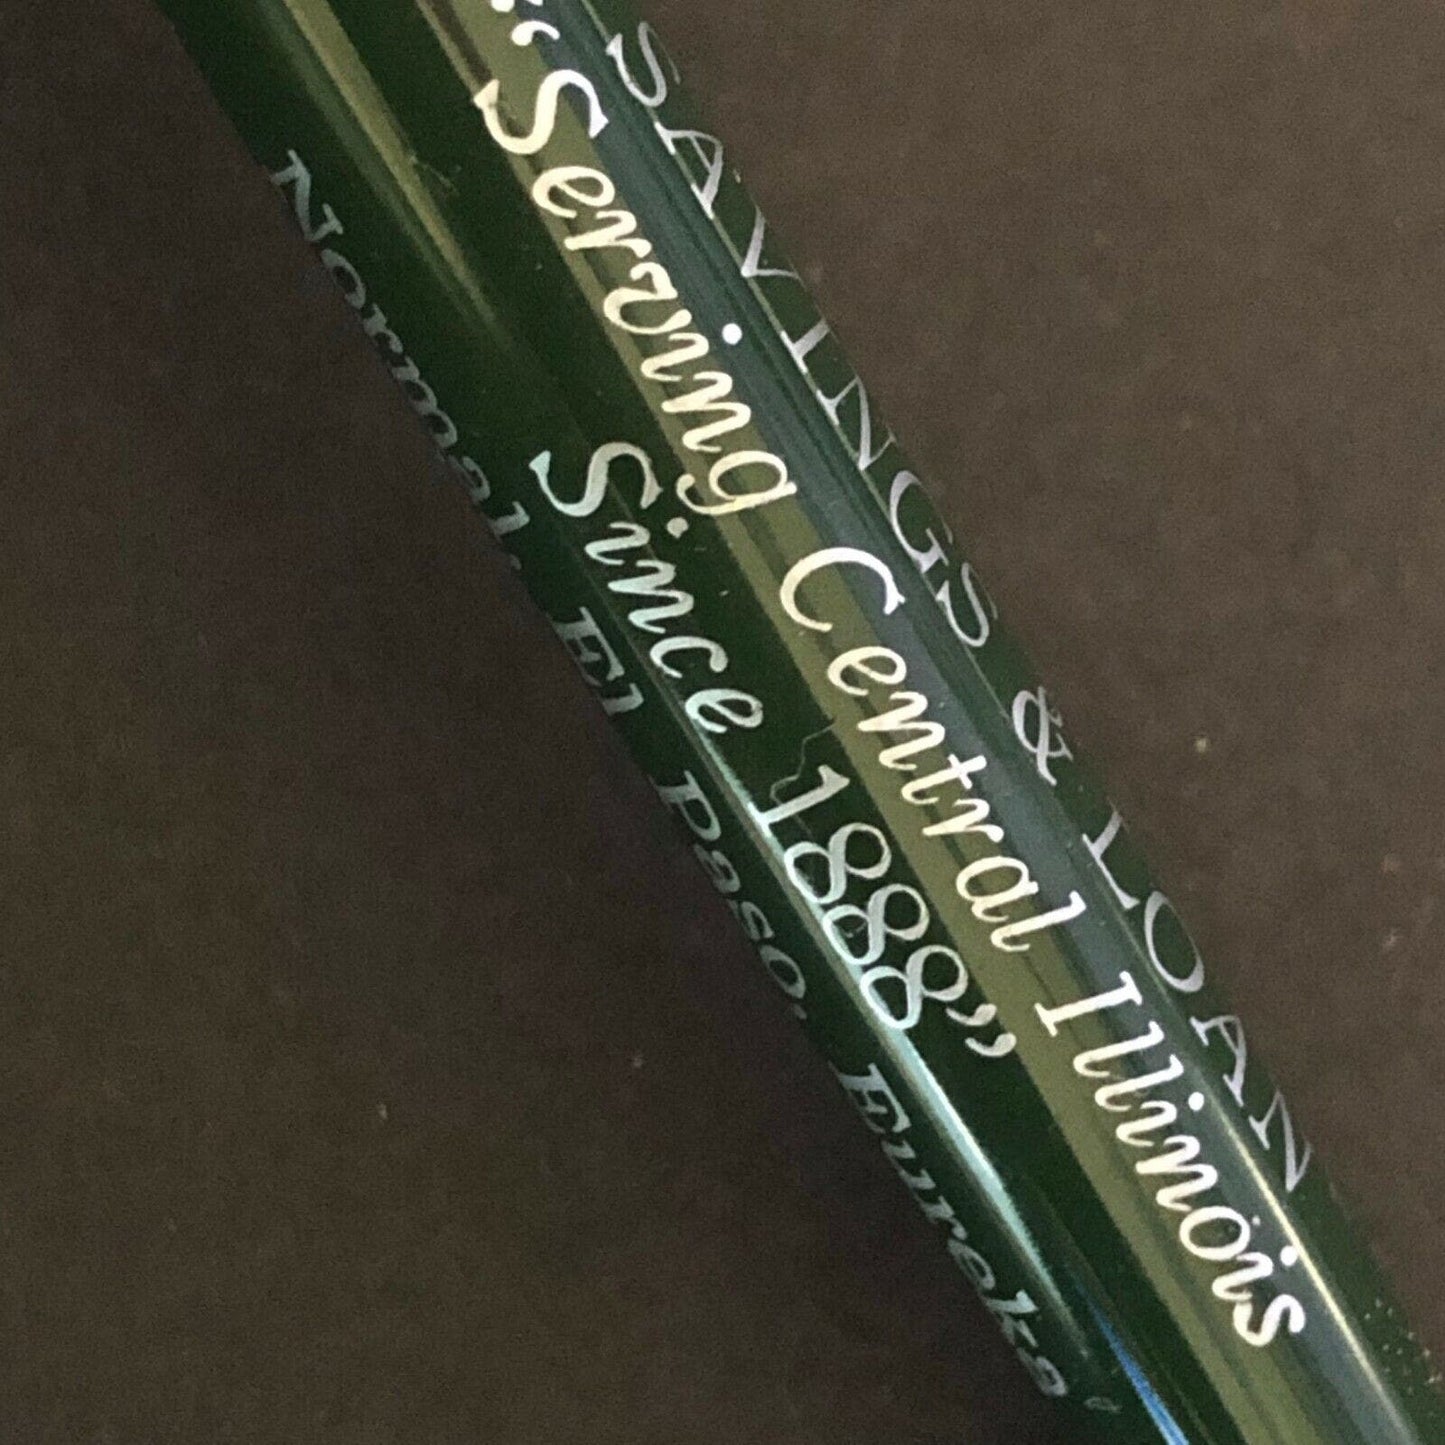 SAVINGS & LOAN
“Serving Central Illinois
Since 1888”
Normal, El Paso, Eureka